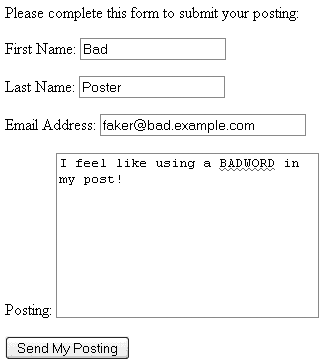 Please complete this form to submit your posting:
First Name: Bad
Last Name: Poster
Email Address: faker@bad.example.com
I feel like using a BADWORD in
my post!
Posting:
Send My Posting